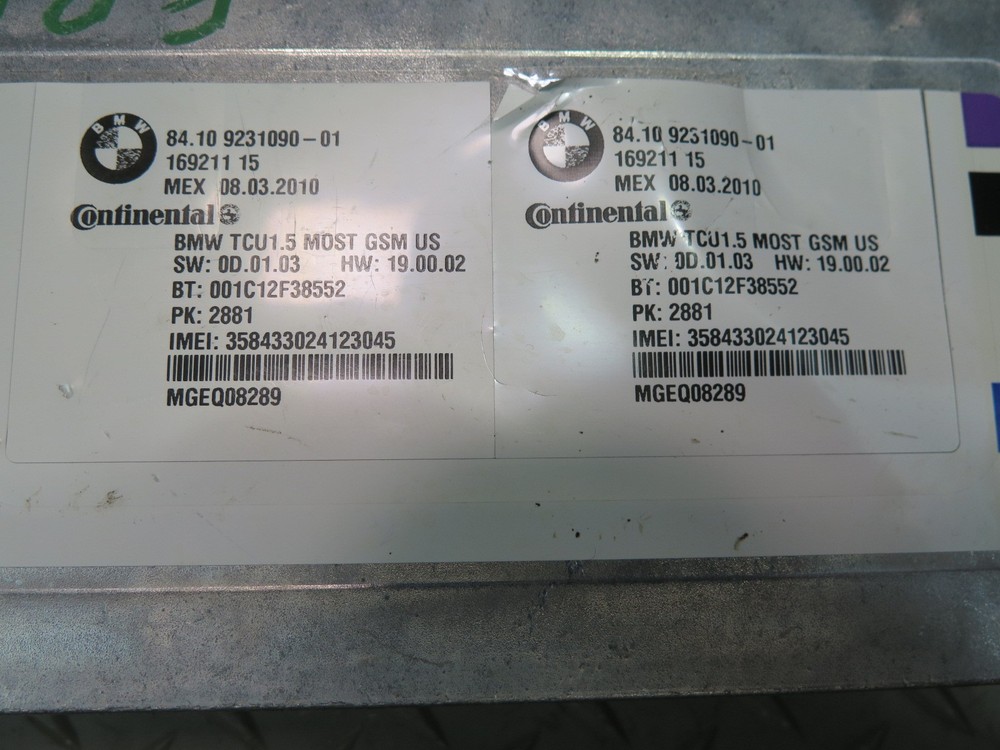 BMW
84.10 9231090-01
169211 15
MEX 08.03.2010
Continental
BMW TCU1.5 MOST GSM US
SW: 0D.01.03 HW: 19.00.02
BT: 001C12F38552
PK: 2881
IMEI: 358433024123045
MGEQ08289
BMW
84.10 9231090-01
169211 15
MEX 08.03.2010
Continental
BMW TCU1.5 MOST GSM US
SW: 0D.01.03 HW: 19.00.02
BT: 001C12F38552
PK: 2881
IMEI: 358433024123045
MGEQ08289